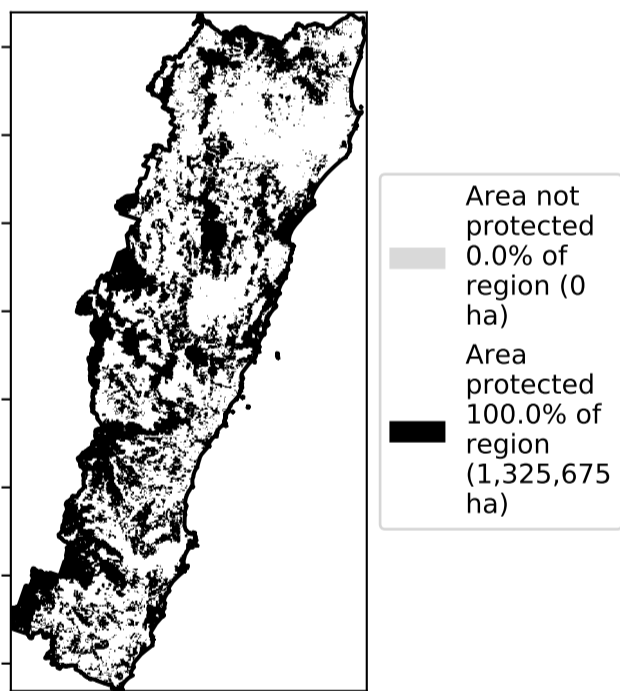 Area not
protected
0.0% of
region (0
ha)
Area
protected
100.0% of
region
(1,325,675
ha)